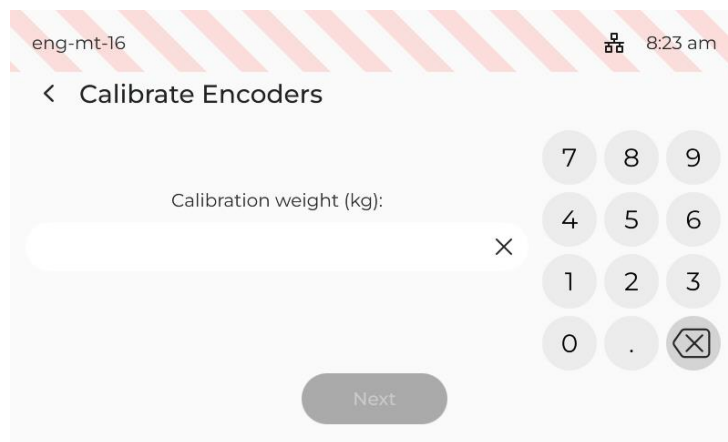 eng-mt-16
8:23 am
Calibrate Encoders
Calibration weight (kg):
7 8 9
4 5 6
1 2 3
0 .
Next